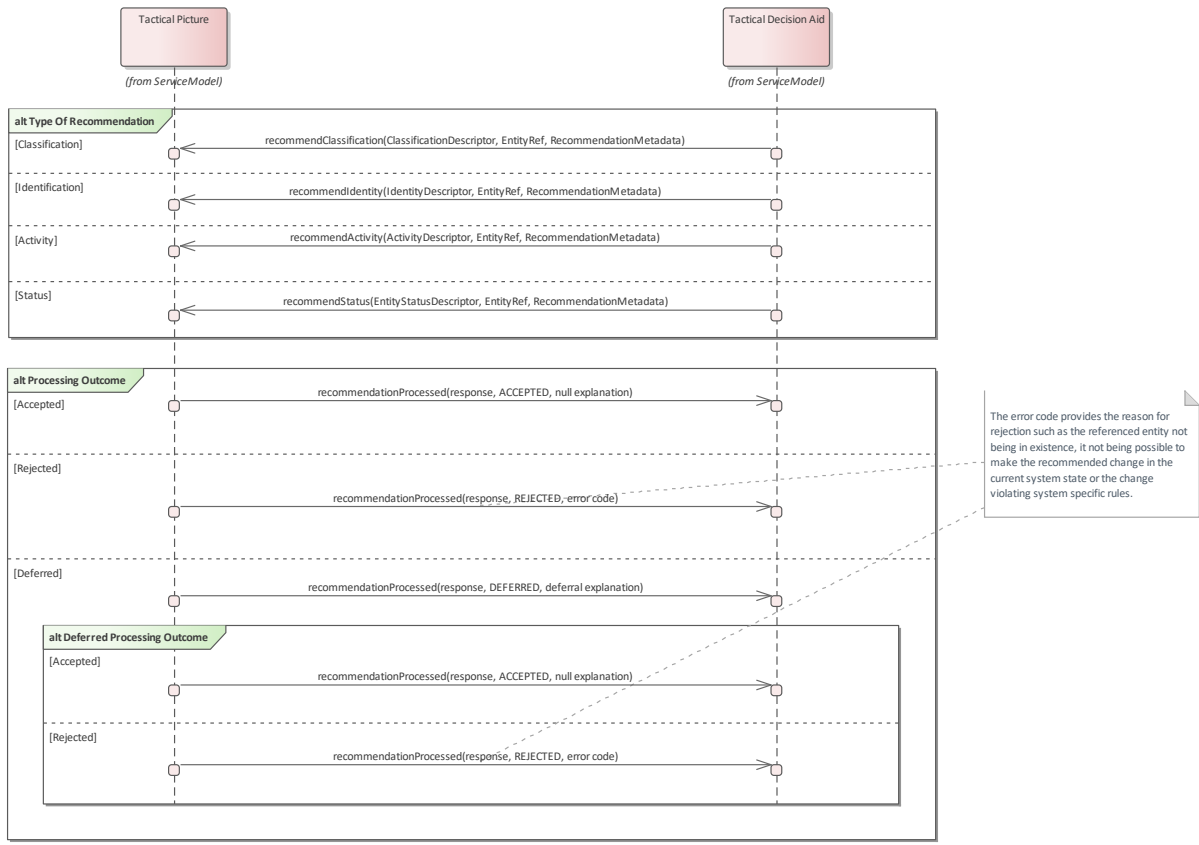 Tactical Picture
Tactical Decision Aid
(from ServiceModel)
(from ServiceModel)
alt Type Of Recommendation
[Classification]
recommendClassification(ClassificationDescriptor, EntityRef, RecommendationMetadata)
[Identification]
recommendIdentity(IdentityDescriptor, EntityRef, RecommendationMetadata)
[Activity]
recommendActivity(ActivityDescriptor, EntityRef, RecommendationMetadata)
[Status]
recommendStatus(EntityStatusDescriptor, EntityRef, RecommendationMetadata)
alt Processing Outcome
[Accepted]
recommendationProcessed(response, ACCEPTED, null explanation)
The error code provides the reason for
rejection such as the referenced entity not
being in existence, it not being possible to
make the recommended change in the
current system state or the change
violating system specific rules.
[Rejected]
recommendationProcessed(response, REJECTED, error code)
[Deferred]
recommendationProcessed(response, DEFERRED, deferral explanation)
alt Deferred Processing Outcome
[Accepted]
recommendationProcessed(response, ACCEPTED, null explanation)
[Rejected]
recommendationProcessed(response, REJECTED, error code)